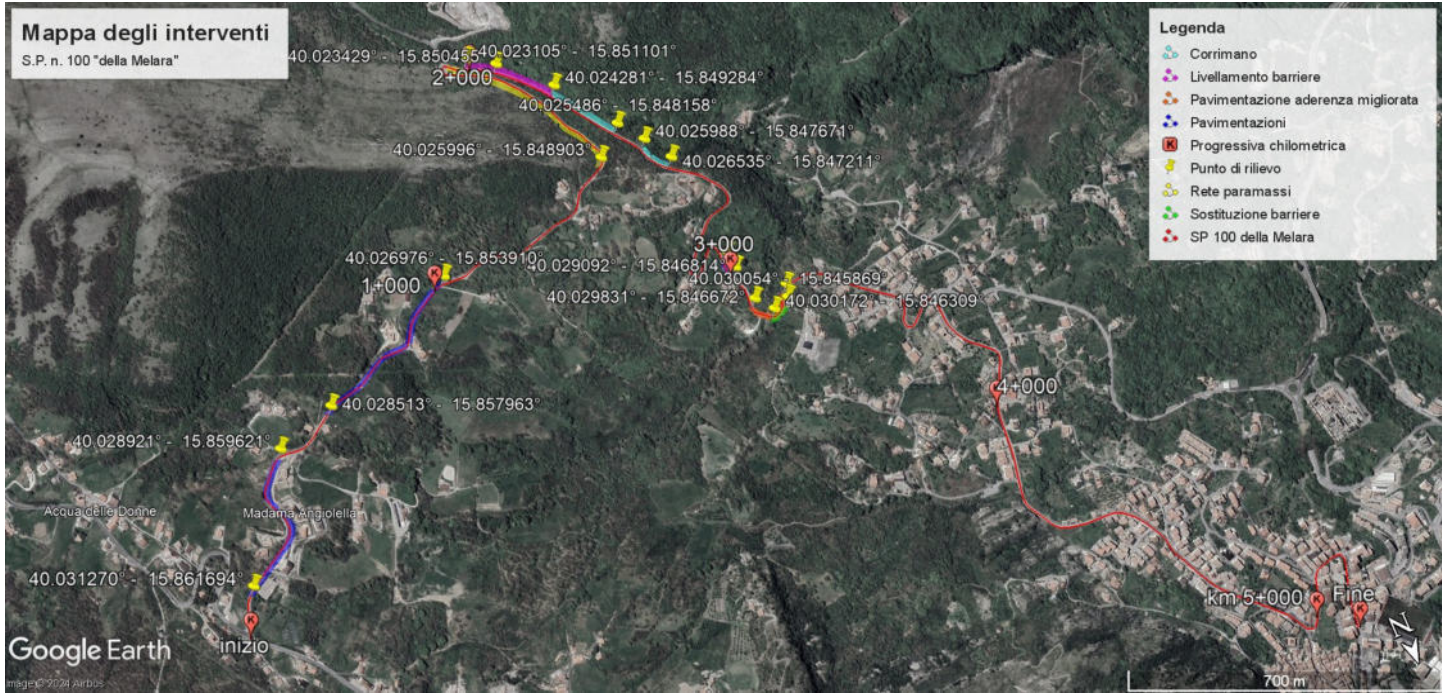 Mappa degli interventi
S.P. n. 100 "della Melara"
Legenda
Corrimano
Livellamento barriere
Pavimentazione aderenza migliorata
Pavimentazioni
K Progressiva chilometrica
Punto di rilievo
Rete paramassi
Sostituzione barriere
SP 100 della Melara
40.023429° - 15.850455
40.023105° - 15.851101°
2+000
40.024281° - 15.849284°
40.025486° - 15.848158°
40.025988° - 15.847671°
40.025996° - 15.848903°
40.026535° - 15.847211°
3+000
40.026976° - 15.853910°
40.029092° - 15.846814°
1+000
40.030054° - 15.845869°
40.029831° - 15.846672°
40.030172° - 15.846309°
4+000
40.028513° - 15.857963°
40.028921° - 15.859621°
Acqua delle Donne
Madama Angiolella
40.031270° - 15.861694°
km 5+000
Fine
inizio
N
Google Earth
Image © 2024 Airbus
700 m